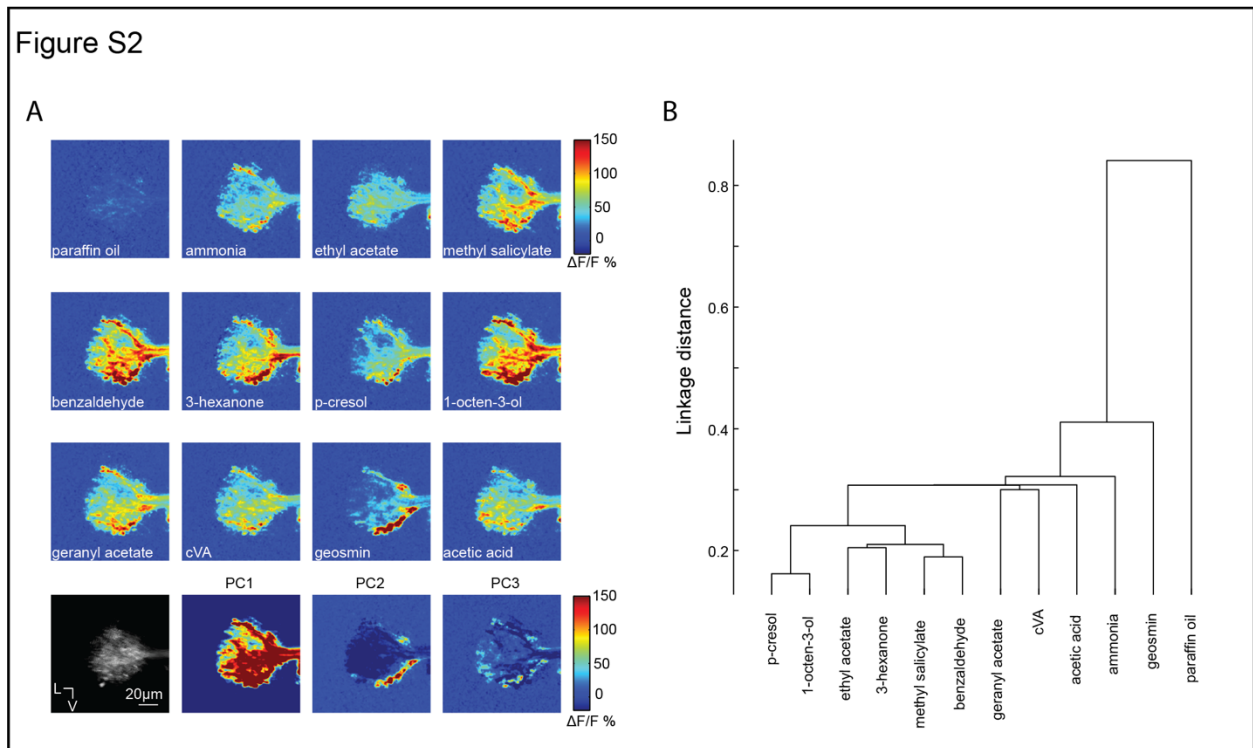 Figure S2
A
paraffin oil
ammonia
ethyl acetate
methyl salicylate
150
100
50
0
ΔF/F %
benzaldehyde
3-hexanone
p-cresol
1-octen-3-ol
geranyl acetate
cVA
geosmin
acetic acid
PC1
PC2
PC3
L
V
20µm
150
100
50
0
ΔF/F %
B
Linkage distance
0.8
0.6
0.4
0.2
p-cresol
1-octen-3-ol
ethyl acetate
3-hexanone
methyl salicylate
benzaldehyde
geranyl acetate
cVA
acetic acid
ammonia
geosmin
paraffin oil